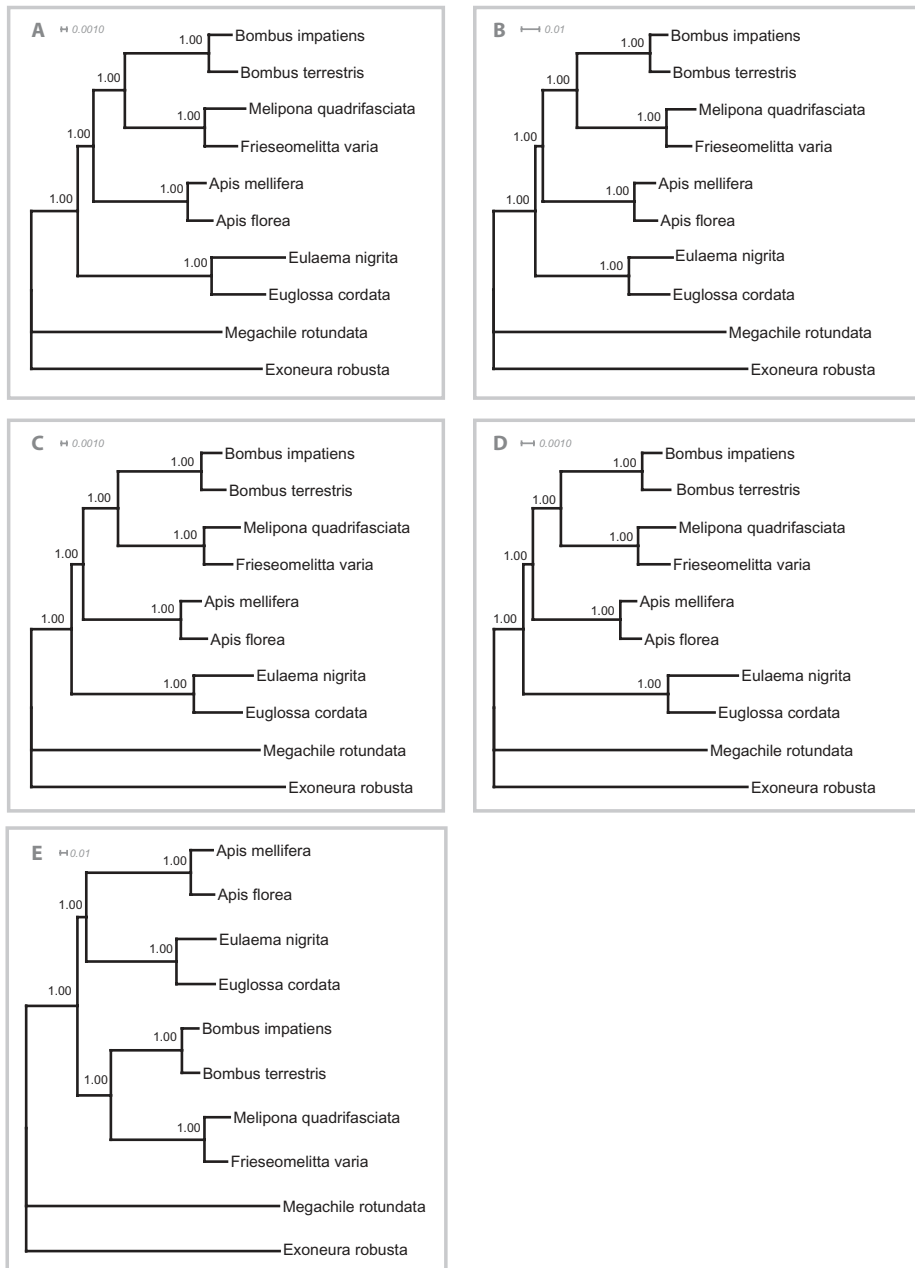 A 0.0010
1.00 Bombus impatiens
1.00
Bombus terrestris
1.00
Melipona quadrifasciata
1.00
Frieseomelitta varia
1.00
Apis mellifera
1.00
Apis florea
1.00
Eulaema nigrita
1.00
Euglossa cordata
Megachile rotundata
Exoneura robusta
B 0.01
1.00 Bombus impatiens
1.00
Bombus terrestris
1.00
Melipona quadrifasciata
1.00
Frieseomelitta varia
1.00
Apis mellifera
1.00
Apis florea
1.00
Eulaema nigrita
1.00
Euglossa cordata
Megachile rotundata
Exoneura robusta
C 0.0010
Bombus impatiens
1.00
Bombus terrestris
1.00
Melipona quadrifasciata
1.00
1.00
Frieseomelitta varia
Apis mellifera
1.00
1.00
Apis florea
Eulaema nigrita
1.00
Euglossa cordata
Megachile rotundata
Exoneura robusta
D 0.0010
Bombus impatiens
1.00
Bombus terrestris
1.00
Melipona quadrifasciata
1.00
1.00
Frieseomelitta varia
Apis mellifera
1.00
1.00
Apis florea
Eulaema nigrita
1.00
Euglossa cordata
Megachile rotundata
Exoneura robusta
E 0.01
Apis mellifera
1.00
Apis florea
1.00
Eulaema nigrita
1.00
Euglossa cordata
1.00
Bombus impatiens
1.00
Bombus terrestris
1.00
Melipona quadrifasciata
1.00
Frieseomelitta varia
Megachile rotundata
Exoneura robusta